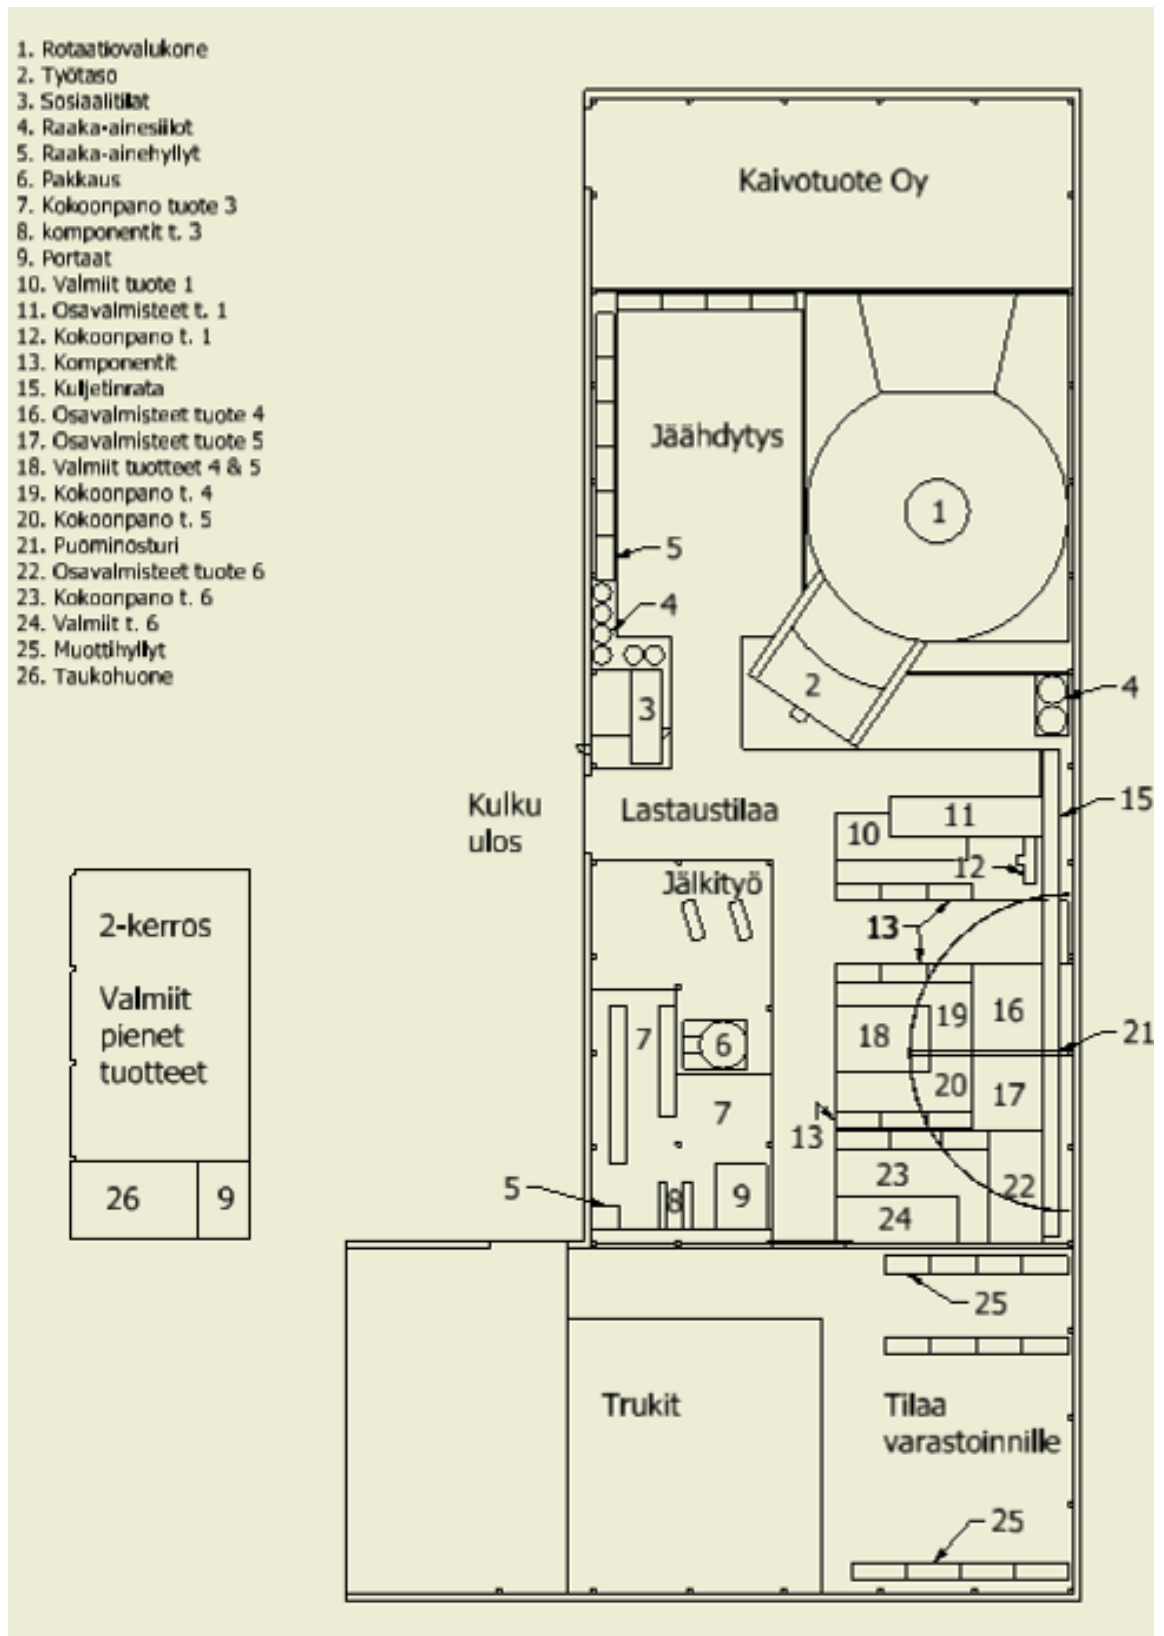 1. Rotaatiovalukone
2. Työtaso
3. Sosiaalitilat
4. Raaka-ainesiilot
5. Raaka-ainehyllyt
6. Pakkaus
7. Kokoonpano tuote 3
8. komponentit t. 3
9. Portaat
10. Valmiit tuote 1
11. Osavalmisteet t. 1
12. Kokoonpano t. 1
13. Komponentit
15. Kuljetinrata
16. Osavalmisteet tuote 4
17. Osavalmisteet tuote 5
18. Valmiit tuotteet 4 & 5
19. Kokoonpano t. 4
20. Kokoonpano t. 5
21. Puominosturi
22. Osavalmisteet tuote 6
23. Kokoonpano t. 6
24. Valmiit t. 6
25. Muottihyllyt
26. Taukohuone
Kaivotuote Oy
Jäähdytys
1
5
4
2
3
4
15
Kulku
ulos
Lastaustilaa
11
10
12
Jälkityö
13
2-kerros
Valmiit
pienet
tuotteet
26
9
7
6
7
18
19
16
21
20
17
13
5
8
9
23
22
24
25
Trukit
Tilaa
varastoinnille
25